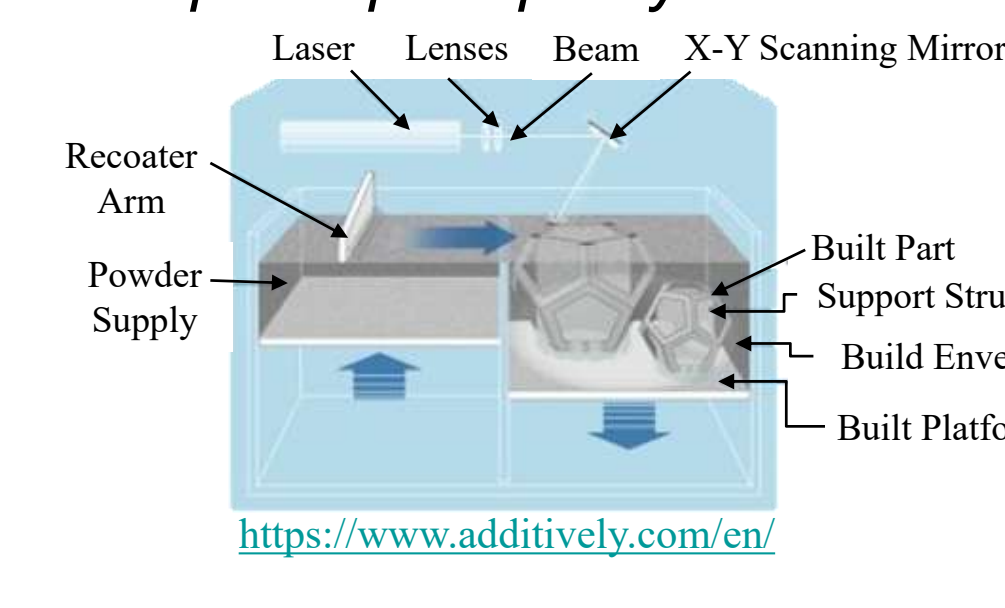 Laser Lenses Beam X-Y Scanning Mirror
Recoater
Arm
Powder
Supply
Built Part
Support Stru
Build Enve
Built Platfo
https://www.additively.com/en/